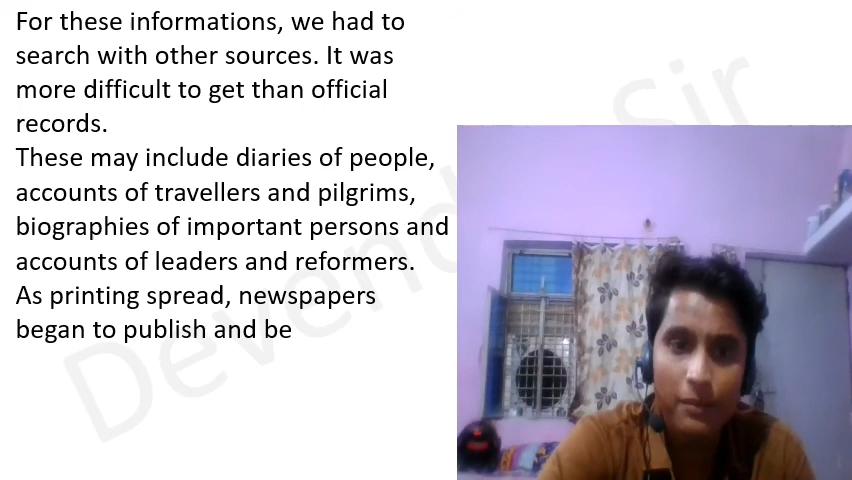 For these informations, we had to
search with other sources. It was
more difficult to get than official
records.
These may include diaries of people,
accounts of travellers and pilgrims,
biographies of important persons and
accounts of leaders and reformers.
As printing spread, newspapers
began to publish and be
Sir